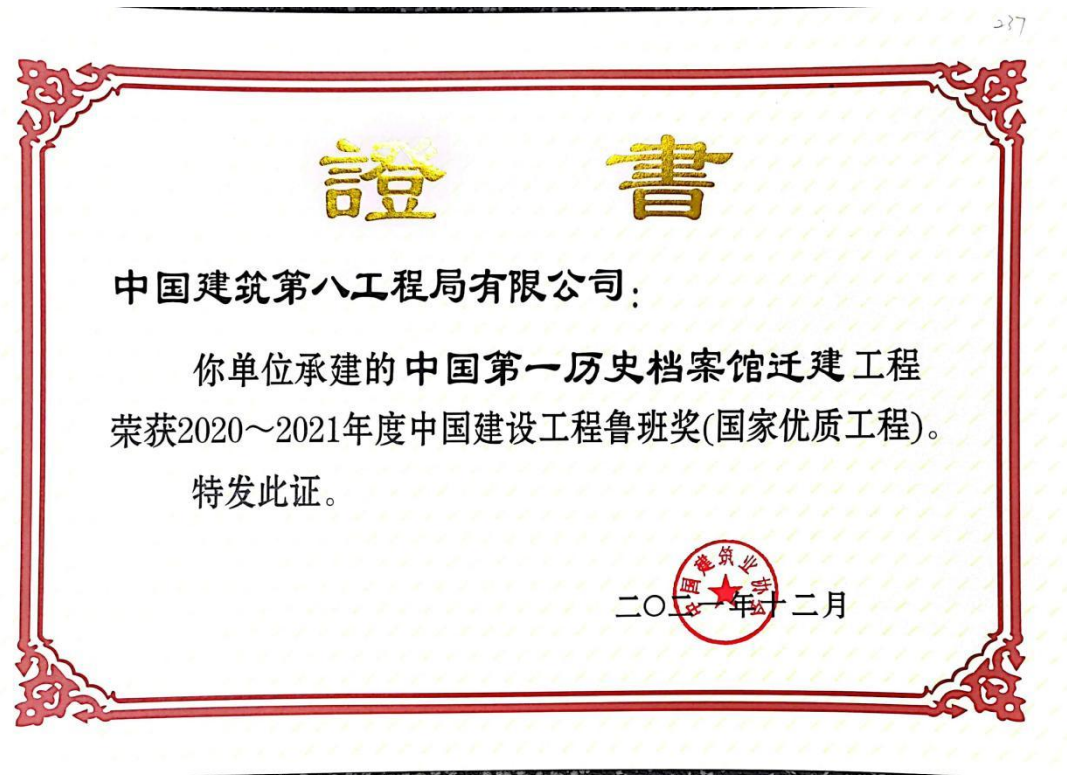 237
證書
中国建筑第八工程局有限公司：
你单位承建的中国第一历史档案馆迁建工程
荣获2020～2021年度中国建设工程鲁班奖(国家优质工程)。
特发此证。
中国建筑业协会
二〇二一年十二月